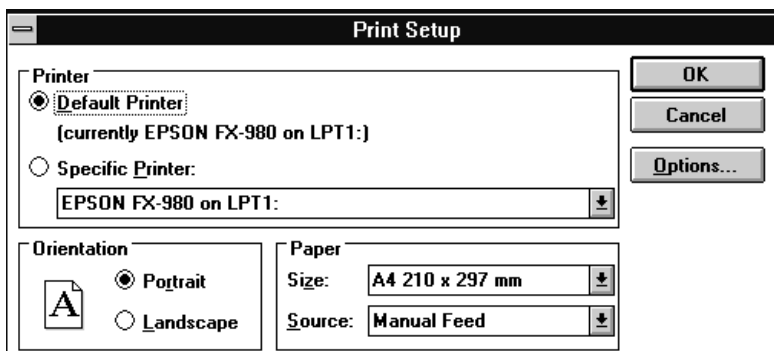 Print Setup
Printer
Default Printer
(currently EPSON FX-980 on LPT1:)
Specific Printer:
EPSON FX-980 on LPT1:
OK
Cancel
Options...
Orientation
A
Portrait
Landscape
Paper
Size: A4 210 x 297 mm
Source: Manual Feed